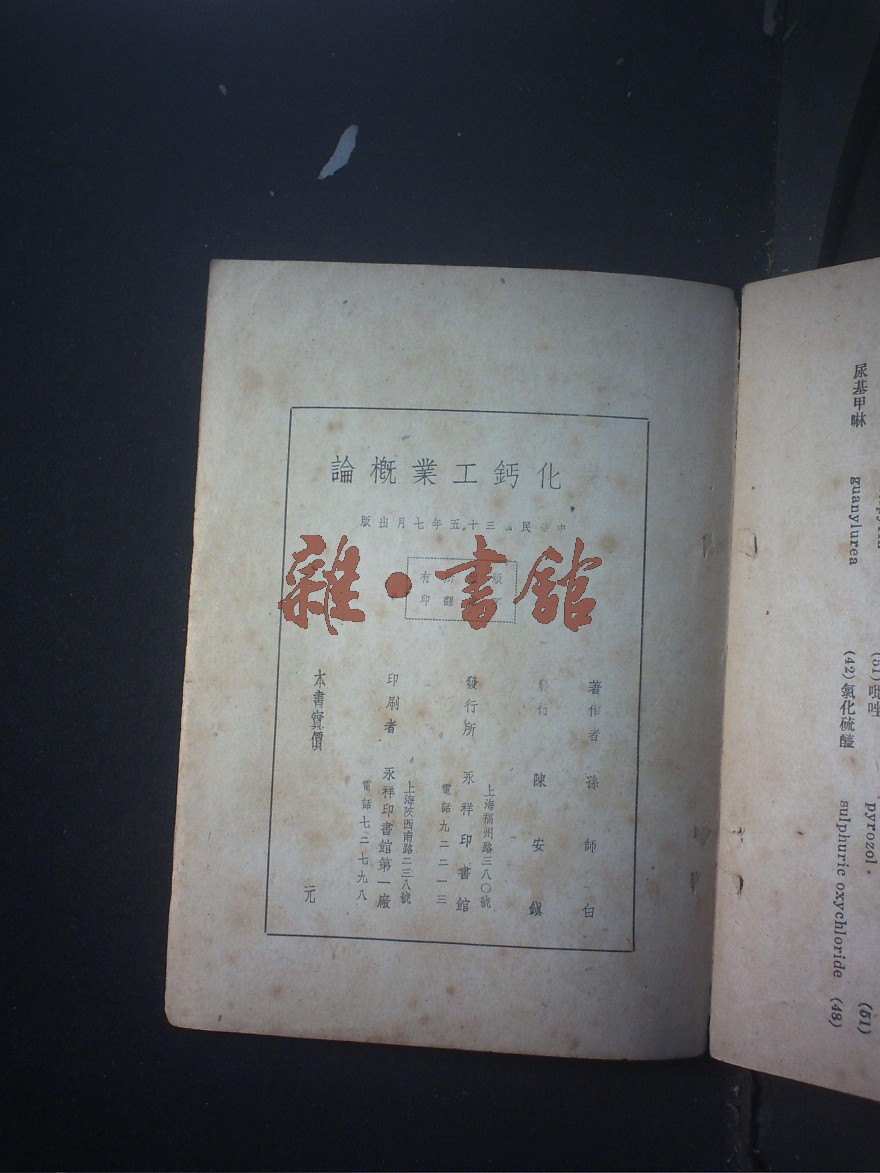 化鈣工業概論
中華民國三十五年七月出版
版
有
翻印
雜・書館
著作者 孫師白
發行 陳安鎮
發行所 永祥印書館
上海福州路三八〇號
電話九二二一三
印刷者 永祥印書館第一廠
上海陝西南路二三八號
電話七二七九八
本書實價 元
尿基甲啉 guanylurea
(42) 氯化硫醯 sulphuric oxychloride (48)
pyrozol. (51)